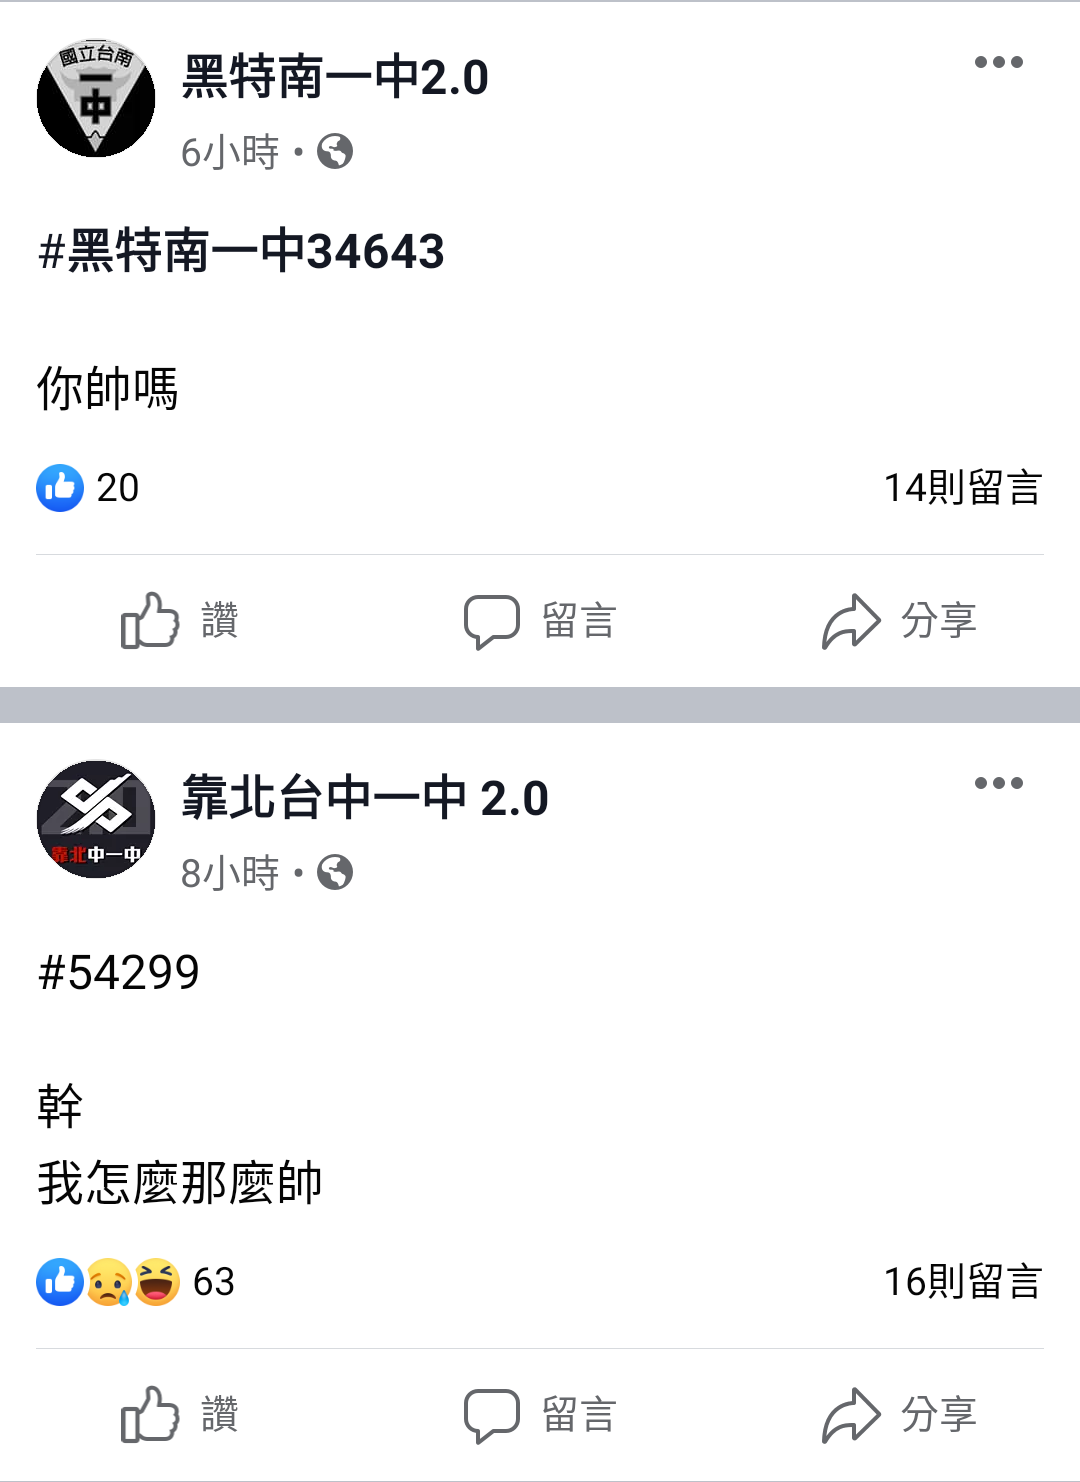 國立台南
一中
黑特南一中2.0
6小時
#黑特南一中34643
你帥嗎
20
14則留言
讚
留言
分享
2.0
靠北中一中
靠北台中一中 2.0
8小時
#54299
幹
我怎麼那麼帥
63
16則留言
讚
留言
分享